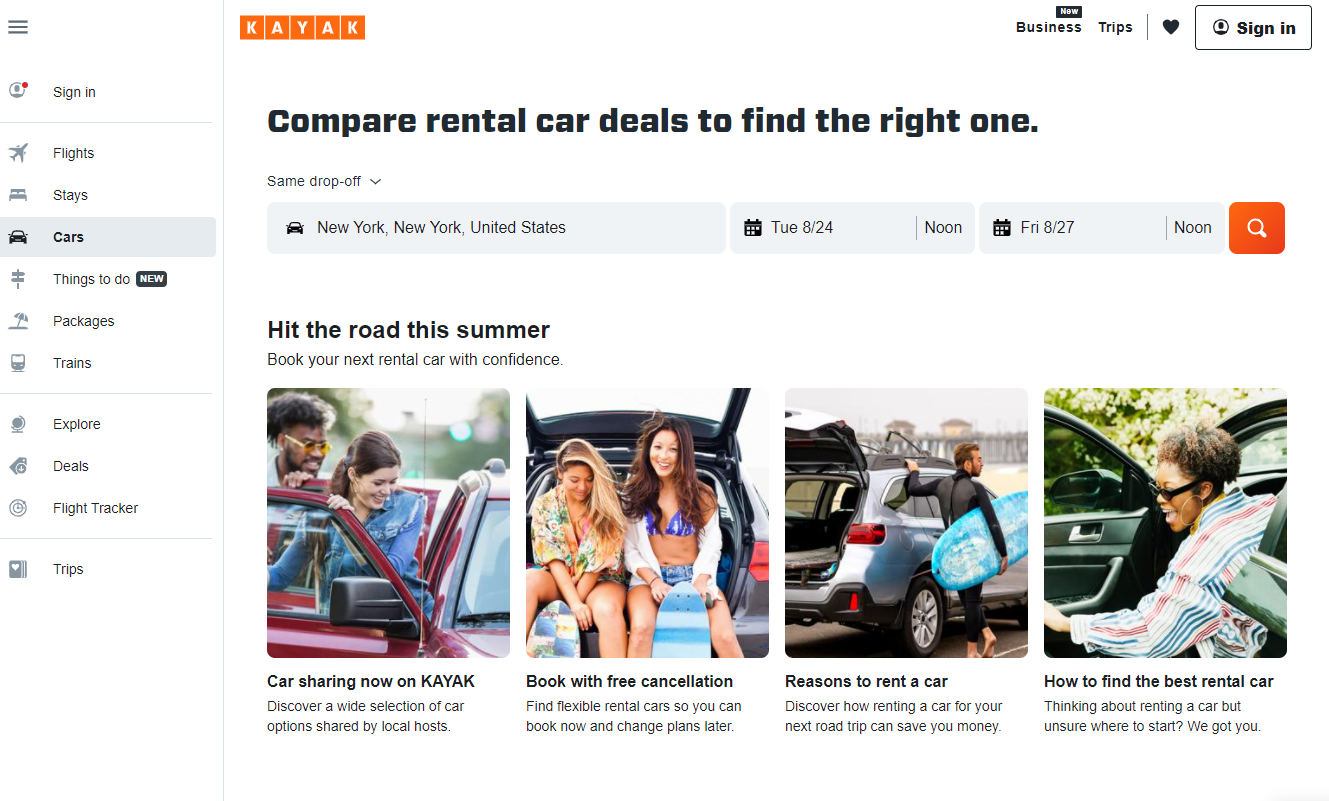 KAYAK
New
Business
Trips
Sign in
Sign in
Flights
Stays
Cars
Things to do NEW
Packages
Trains
Explore
Deals
Flight Tracker
Trips
Compare rental car deals to find the right one.
Same drop-off
New York, New York, United States
Tue 8/24
Noon
Fri 8/27
Noon
Hit the road this summer
Book your next rental car with confidence.
Car sharing now on KAYAK
Discover a wide selection of car
options shared by local hosts.
Book with free cancellation
Find flexible rental cars so you can
book now and change plans later.
Reasons to rent a car
Discover how renting a car for your
next road trip can save you money.
How to find the best rental car
Thinking about renting a car but
unsure where to start? We got you.